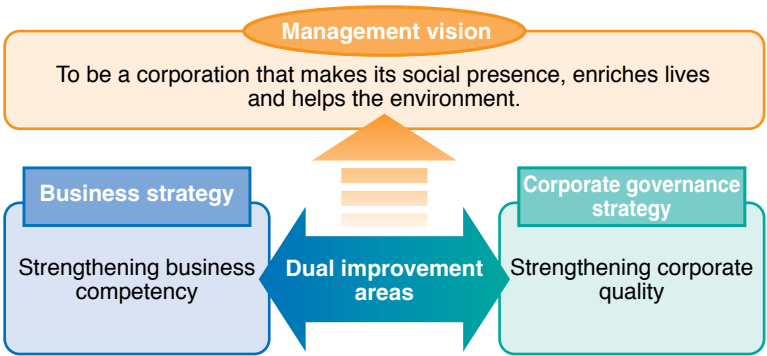 Management vision
To be a corporation that makes its social presence, enriches lives
and helps the environment.
Business strategy
Strengthening business
competency
Dual improvement
areas
Corporate governance
strategy
Strengthening corporate
quality